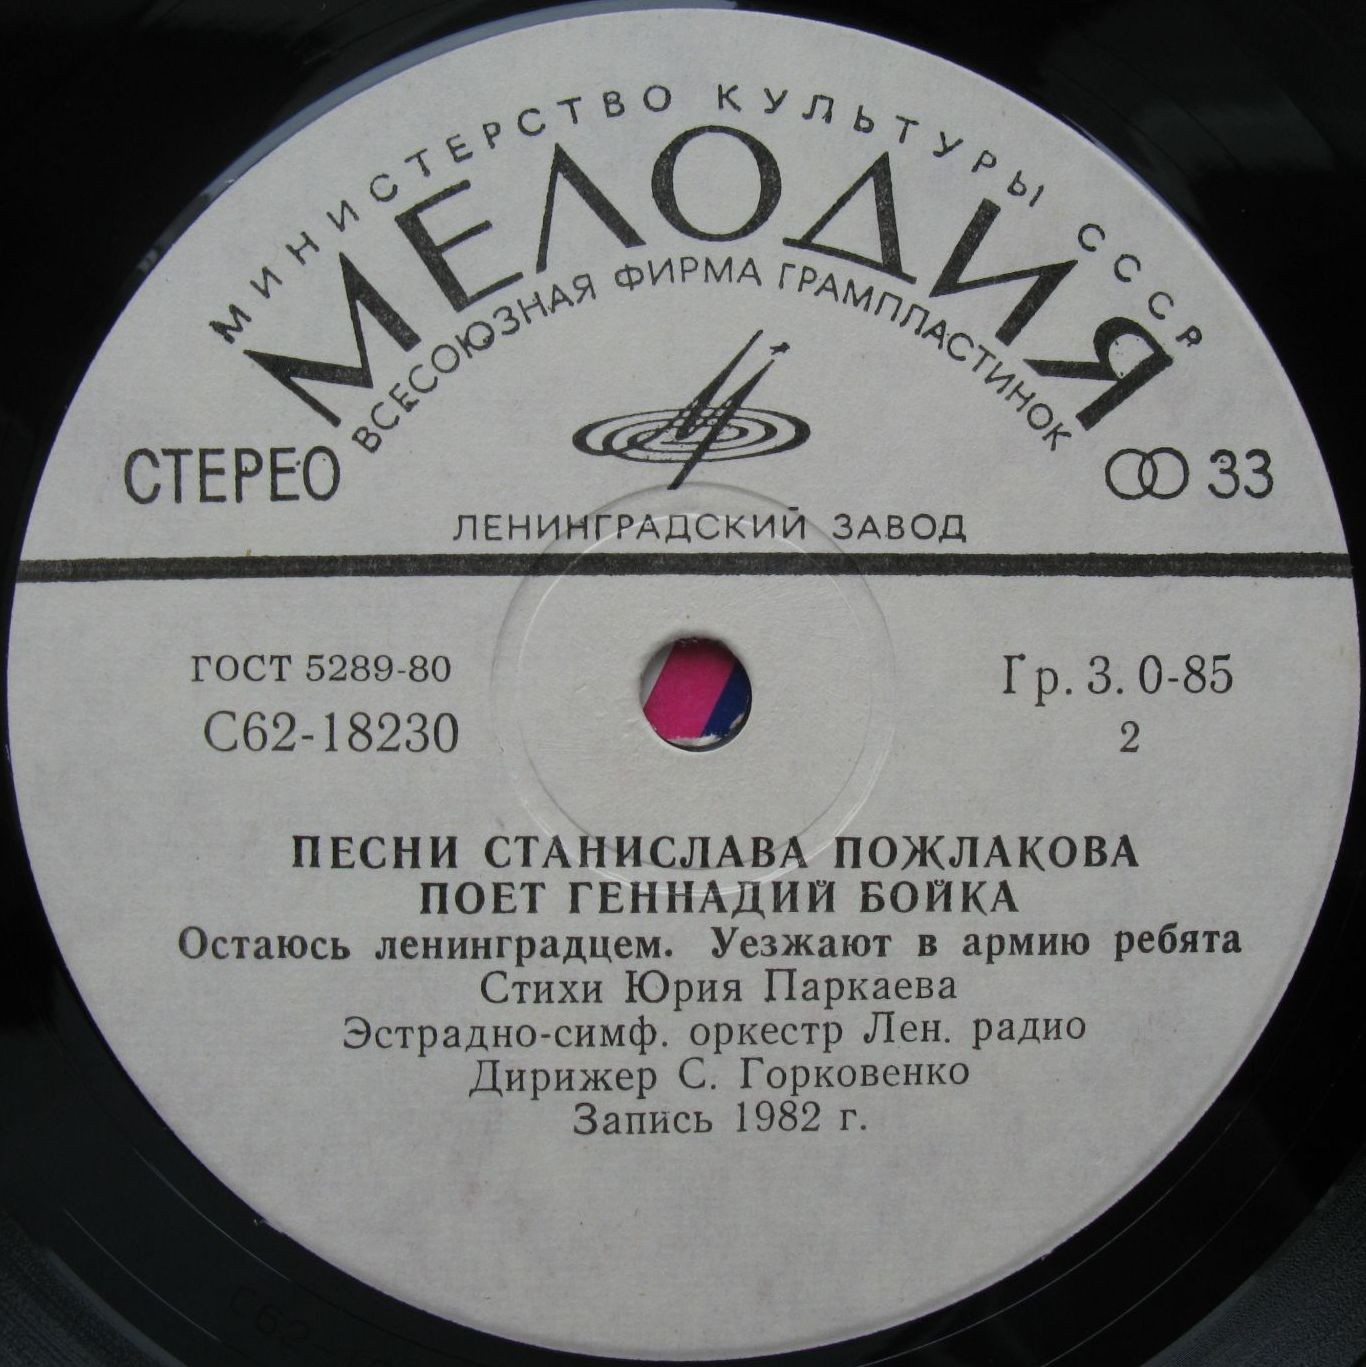 МИНИСТЕРСТВО КУЛЬТУРЫ СССР
МЕЛОДИЯ
ВСЕСОЮЗНАЯ ФИРМА ГРАМПЛАСТИНОК
СТЕРЕО
33
ЛЕНИНГРАДСКИЙ ЗАВОД
ГОСТ 5289-80
Гр. 3. 0-85
С62-18230
2
ПЕСНИ СТАНИСЛАВА ПОЖЛАКОВА
ПОЕТ ГЕННАДИЙ БОЙКА
Остаюсь ленинградцем. Уезжают в армию ребята
Стихи Юрия Паркаева
Эстрадно-симф. оркестр Лен. радио
Дирижер С. Горковенко
Запись 1982 г.